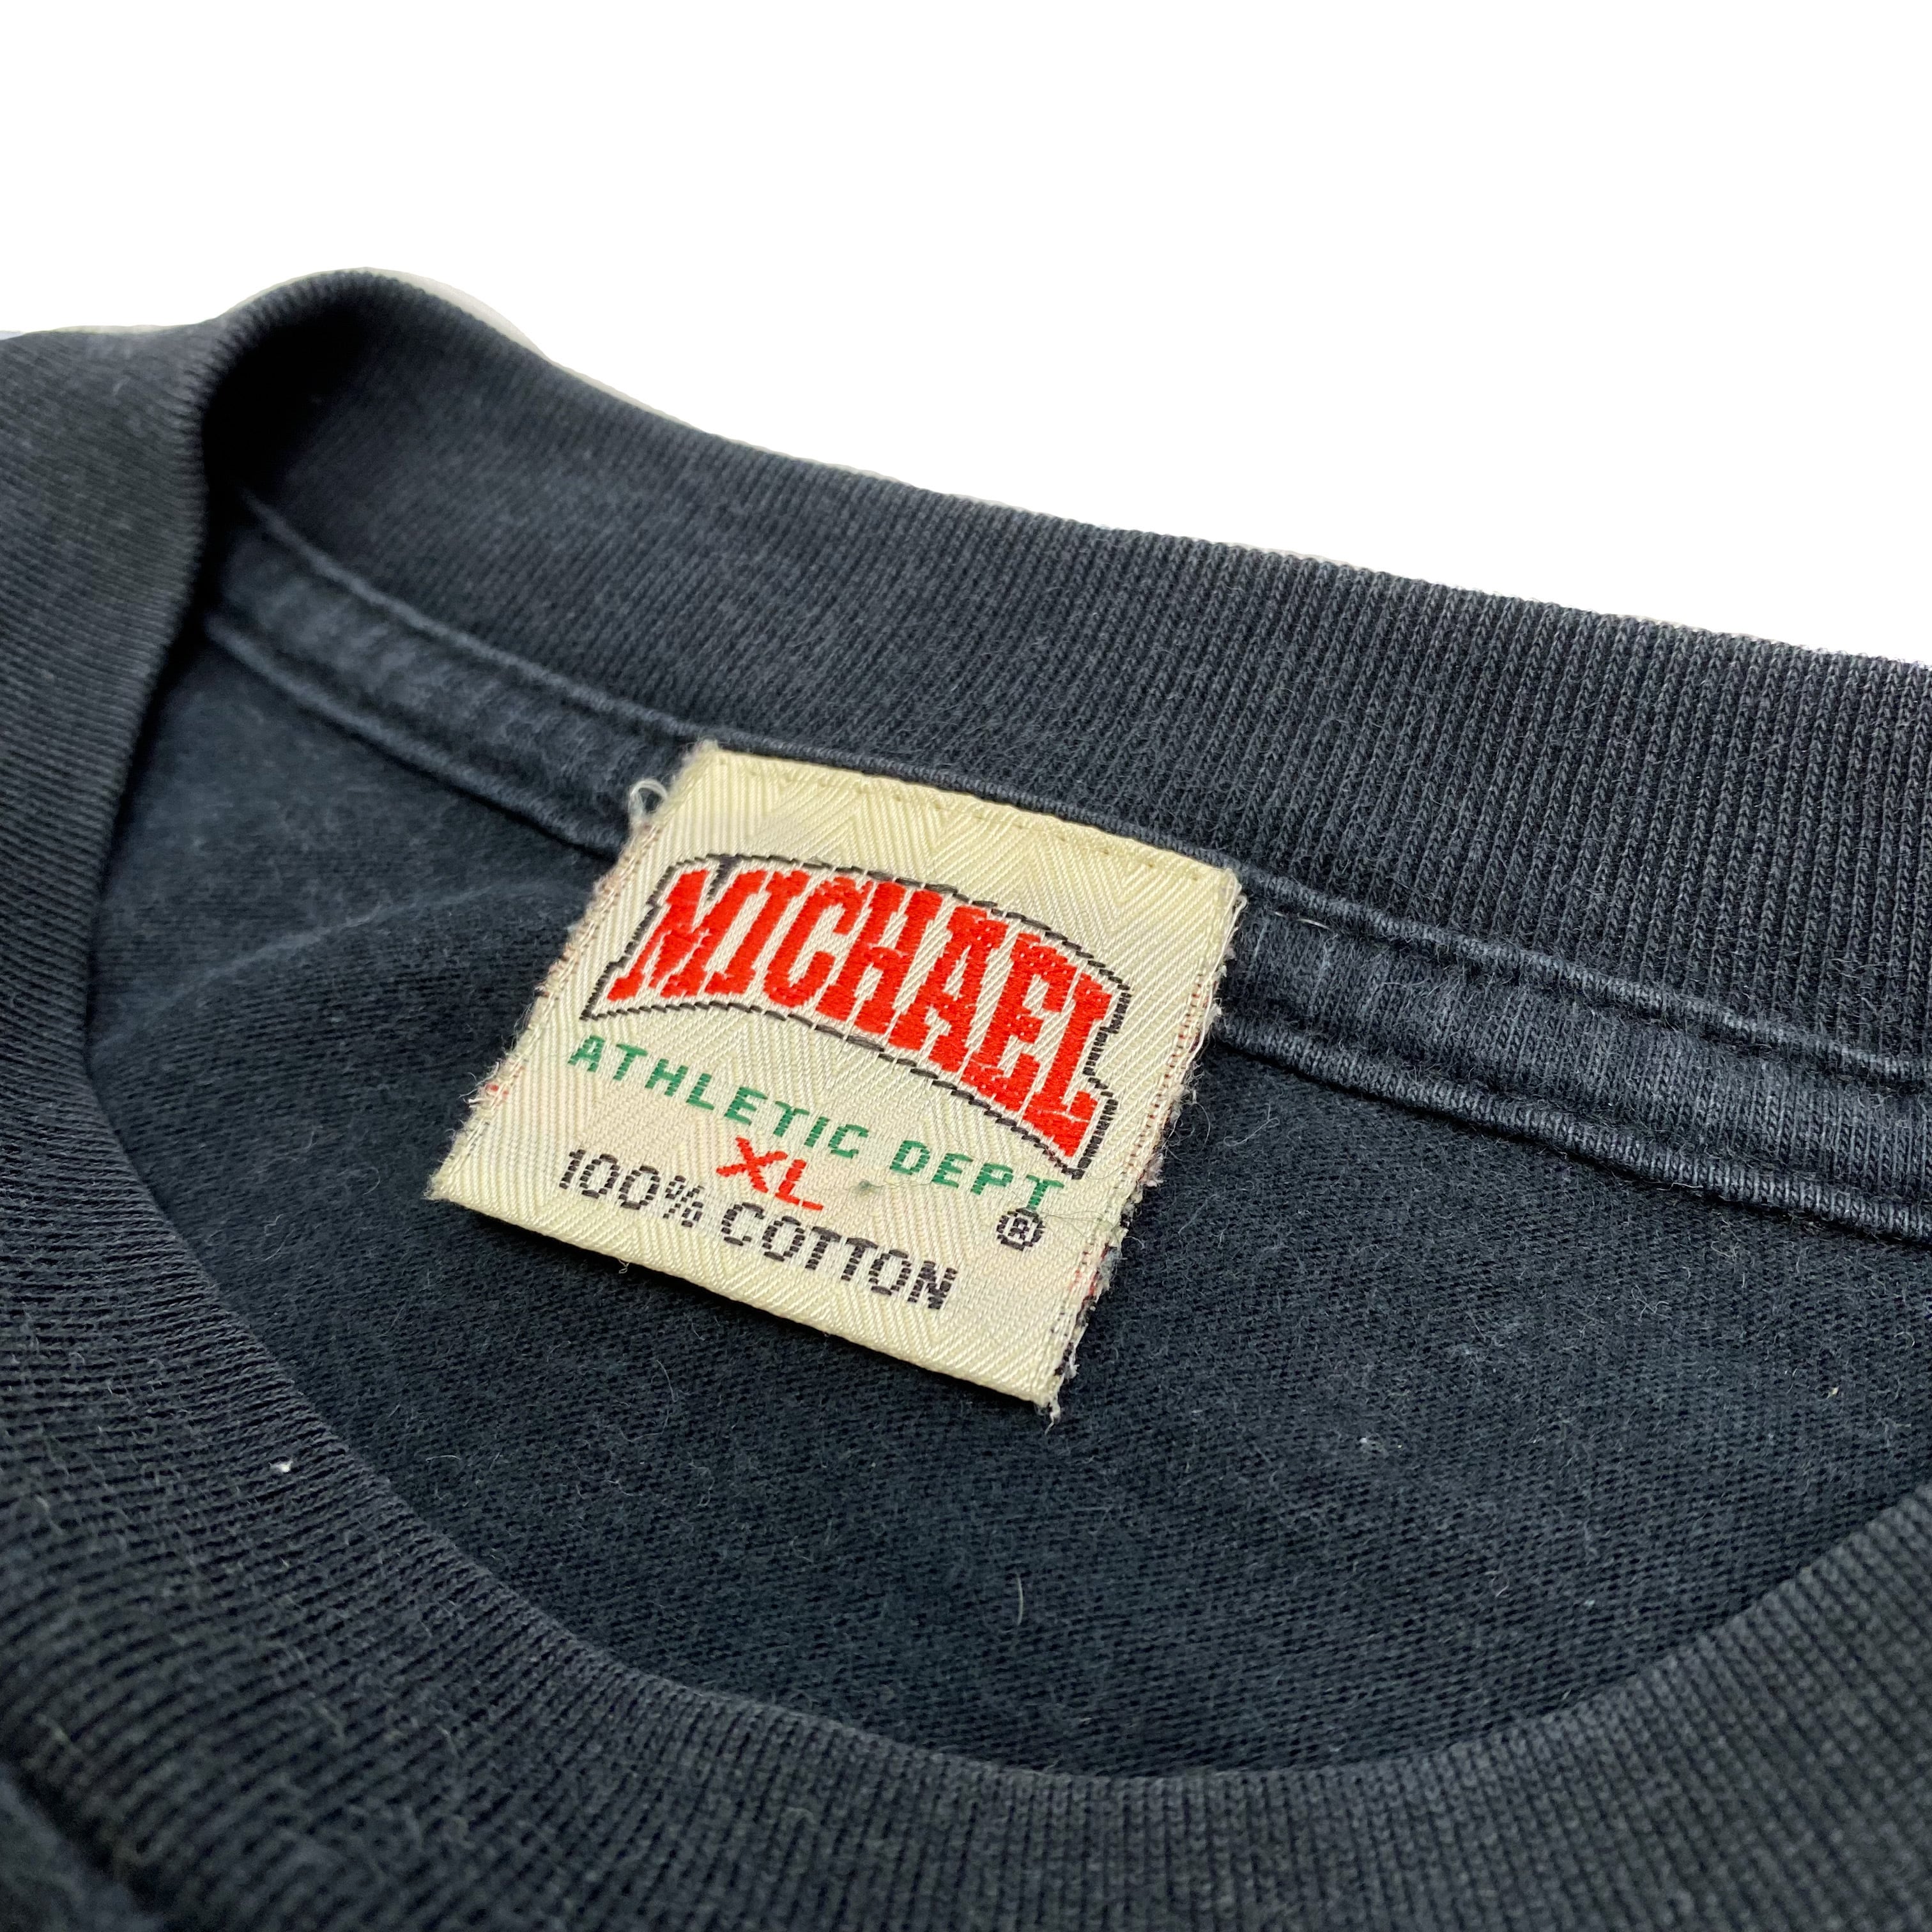 MICHAEL
ATHLETIC DEPT
®
XL
100% COTTON